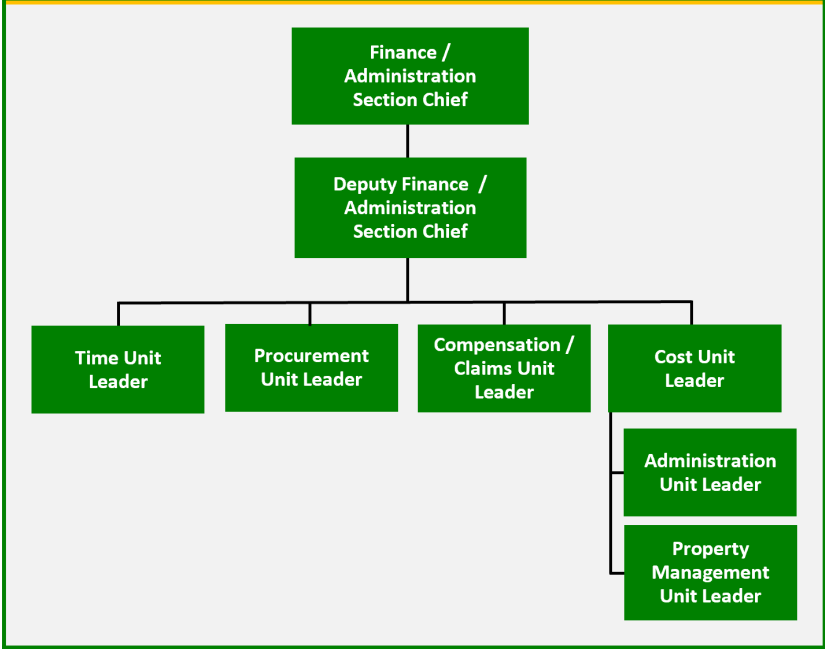 Finance /
Administration
Section Chief
Deputy Finance  /
Administration
Section Chief
Time Unit
Leader
Procurement
Unit Leader
Compensation /
Claims Unit
Leader
Cost Unit
Leader
Administration
Unit Leader
Property
Management
Unit Leader